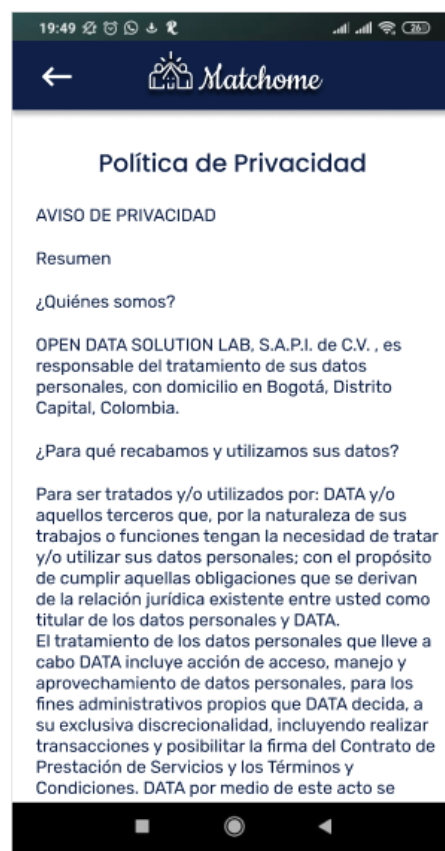 19:49 26
Matchome
Política de Privacidad
AVISO DE PRIVACIDAD
Resumen
¿Quiénes somos?
OPEN DATA SOLUTION LAB, S.A.P.I. de C.V. , es
responsable del tratamiento de sus datos
personales, con domicilio en Bogotá, Distrito
Capital, Colombia.
¿Para qué recabamos y utilizamos sus datos?
Para ser tratados y/o utilizados por: DATA y/o
aquellos terceros que, por la naturaleza de sus
trabajos o funciones tengan la necesidad de tratar
y/o utilizar sus datos personales; con el propósito
de cumplir aquellas obligaciones que se derivan
de la relación jurídica existente entre usted como
titular de los datos personales y DATA.
El tratamiento de los datos personales que lleve a
cabo DATA incluye acción de acceso, manejo y
aprovechamiento de datos personales, para los
fines administrativos propios que DATA decida, a
su exclusiva discrecionalidad, incluyendo realizar
transacciones y posibilitar la firma del Contrato de
Prestación de Servicios y los Términos y
Condiciones. DATA por medio de este acto se